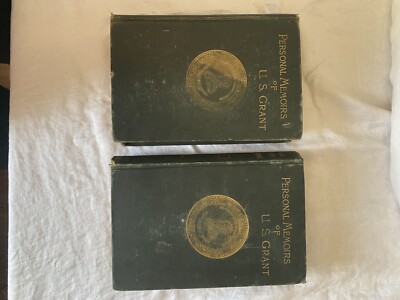 PERSONAL MEMOIRS
OF
U. S. GRANT
PERSONAL MEMOIRS
OF
U. S. GRANT